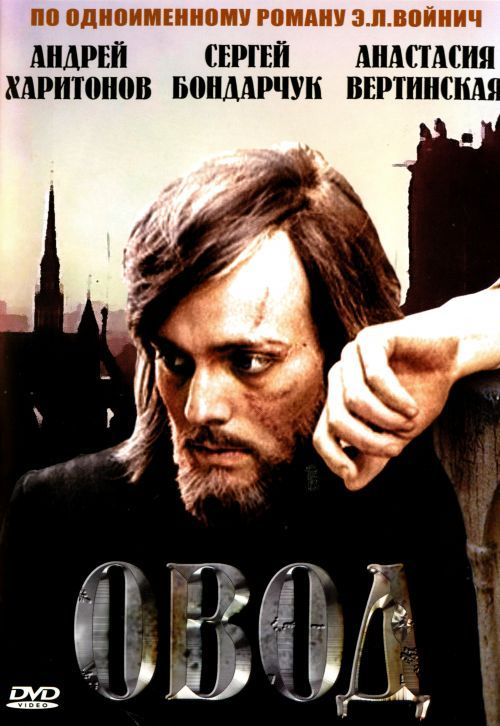 ПО ОДНОИМЕННОМУ РОМАНУ Э.Л.ВОЙНИЧ
АНДРЕЙ ХАРИТОНОВ
СЕРГЕЙ БОНДАРЧУК
АНАСТАСИЯ ВЕРТИНСКАЯ
ОВОД
DVD
VIDEO